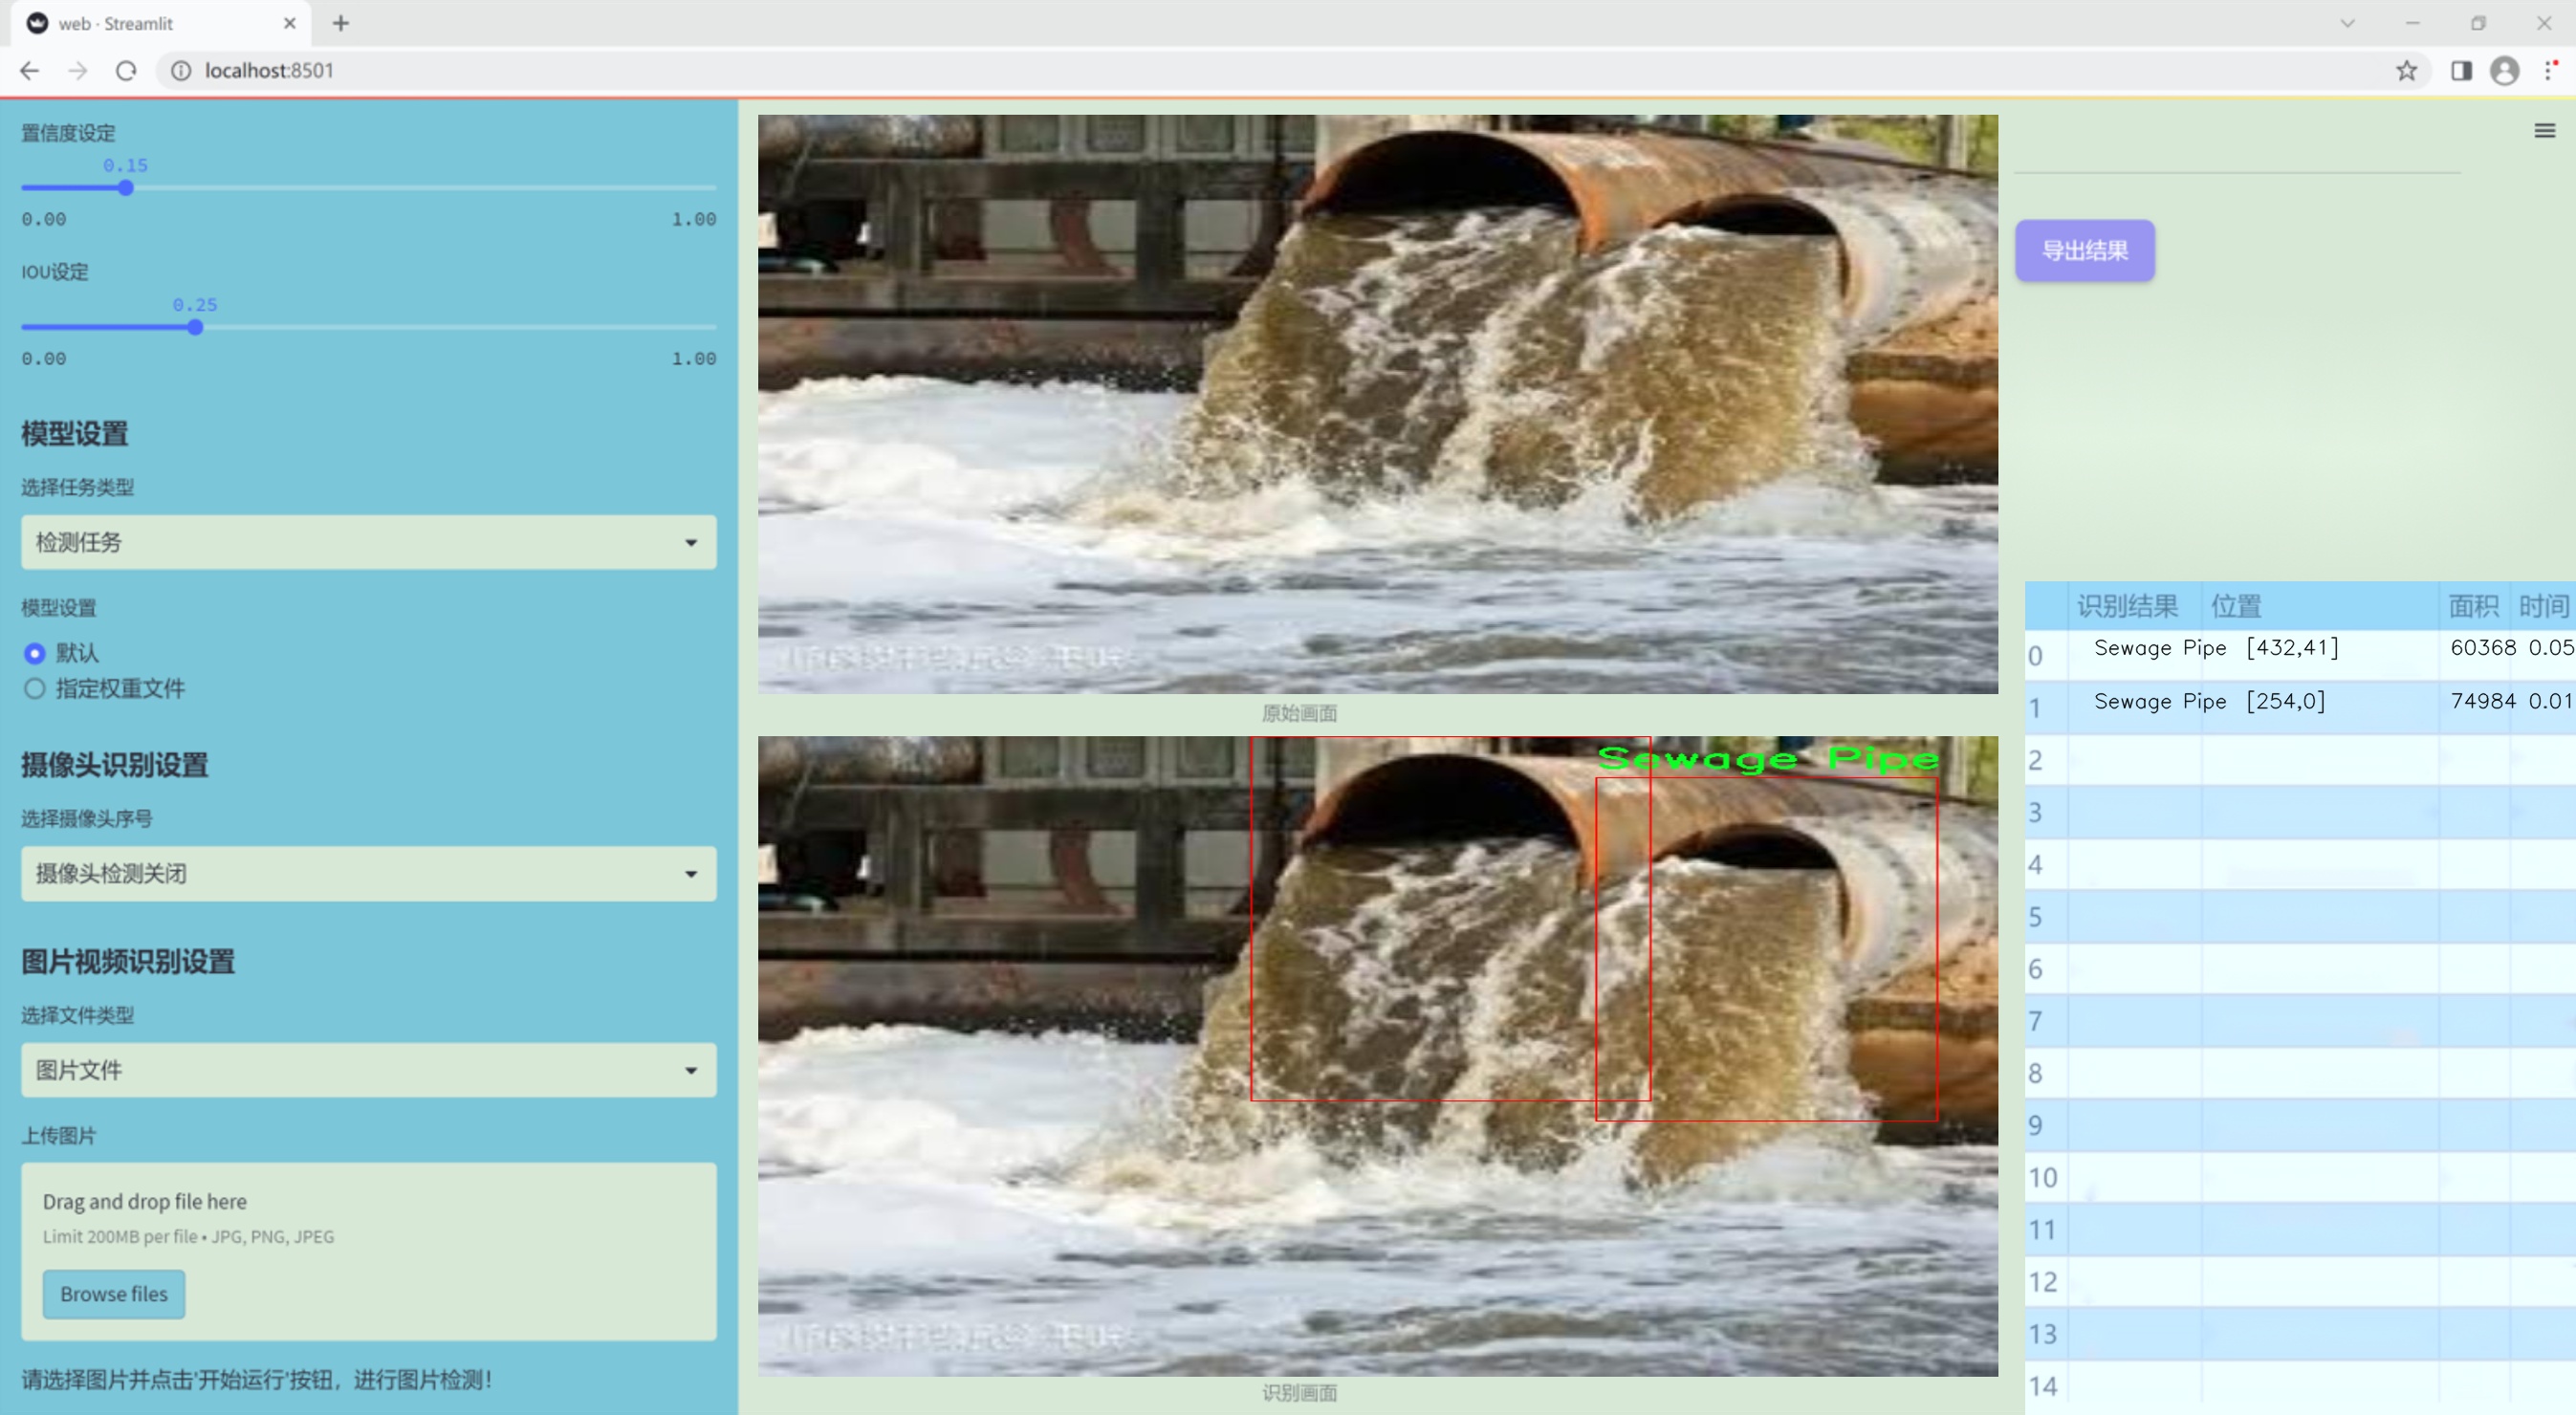 web · Streamlit
localhost:8501
置信度设定
0.15
0.00 1.00
IOU设定
0.25
0.00 1.00
模型设置
选择任务类型
检测任务
模型设置
默认
指定权重文件
摄像头识别设置
选择摄像头序号
摄像头检测关闭
图片视频识别设置
选择文件类型
图片文件
上传图片
Drag and drop file here
Limit 200MB per file • JPG, PNG, JPEG
Browse files
请选择图片并点击'开始运行'按钮，进行图片检测!
原始画面
Sewage Pipe
识别画面
导出结果
识别结果 位置 面积 时间
0 Sewage Pipe [432,41] 60368 0.05
1 Sewage Pipe [254,0] 74984 0.01
2
3
4
5
6
7
8
9
10
11
12
13
14